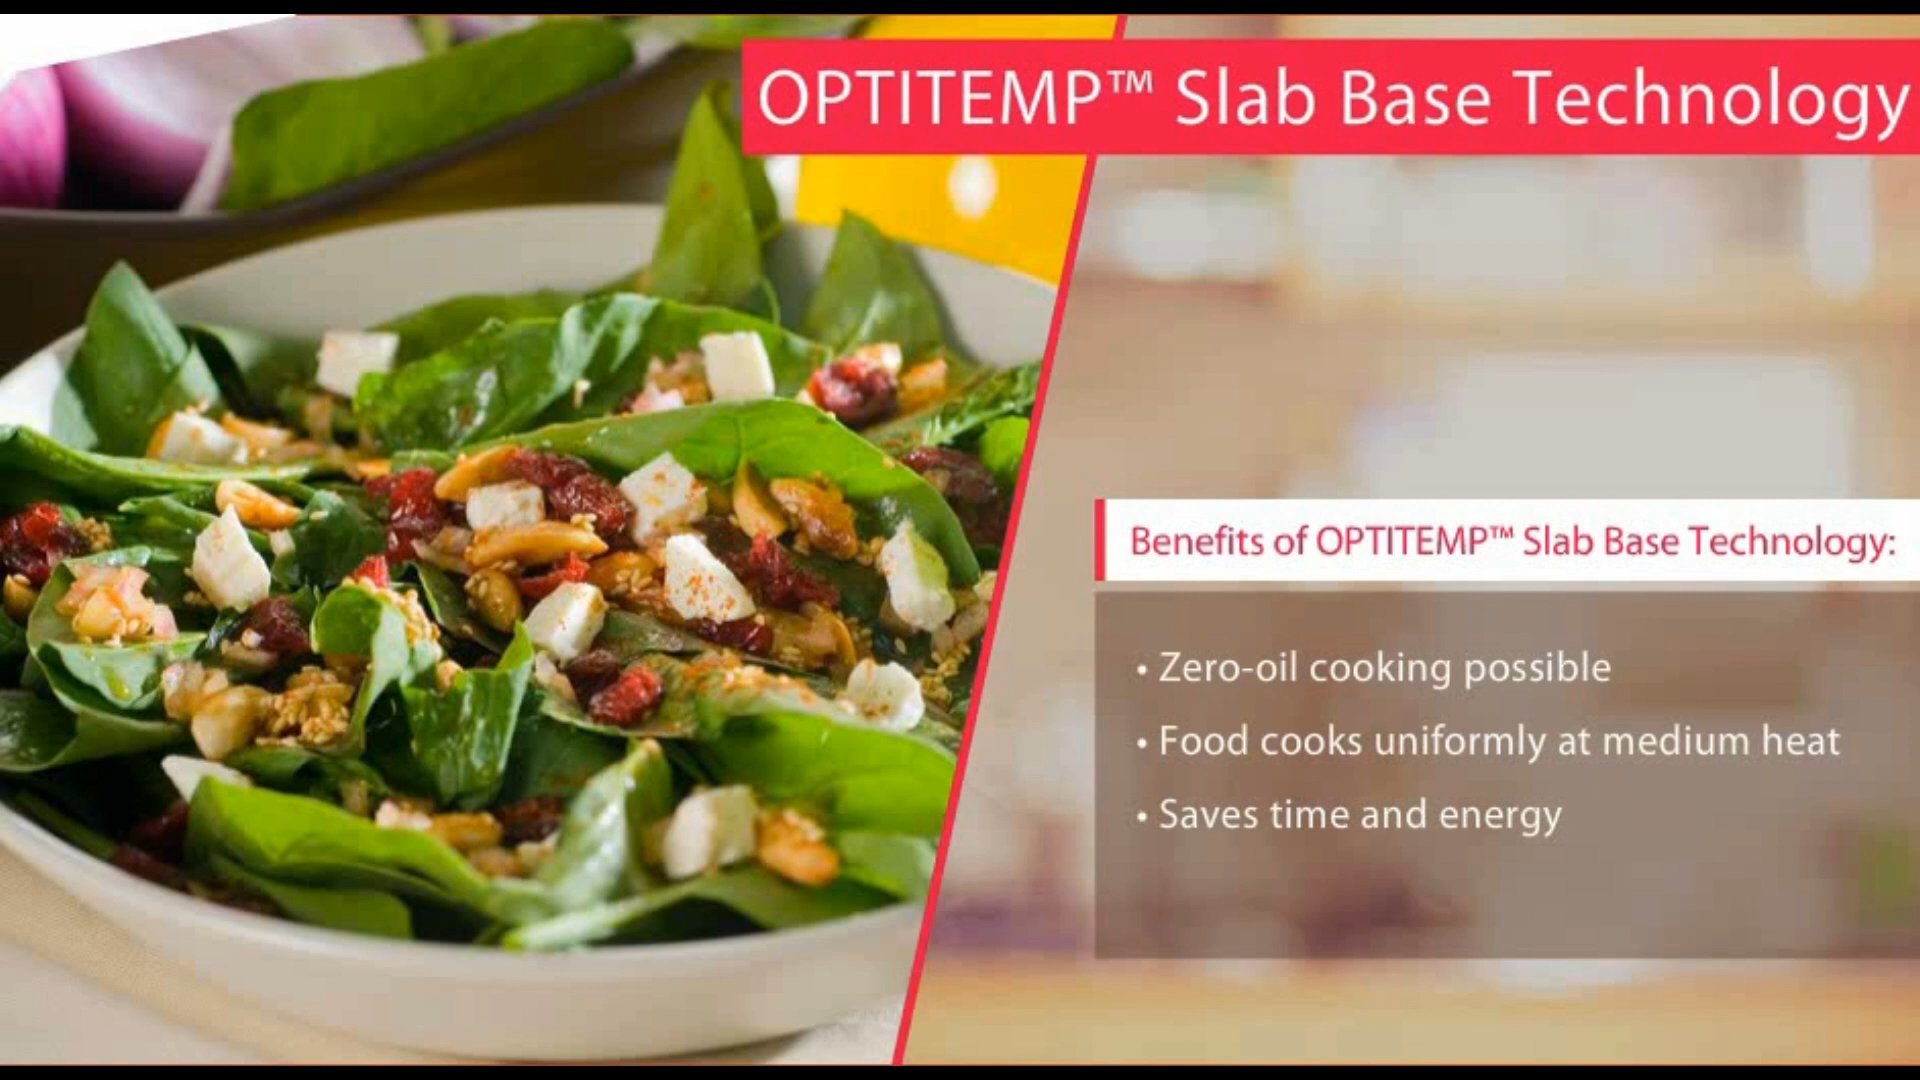 OPTITEMP™ Slab Base Technology
Benefits of OPTITEMP™ Slab Base Technology:
• Zero-oil cooking possible
• Food cooks uniformly at medium heat
• Saves time and energy